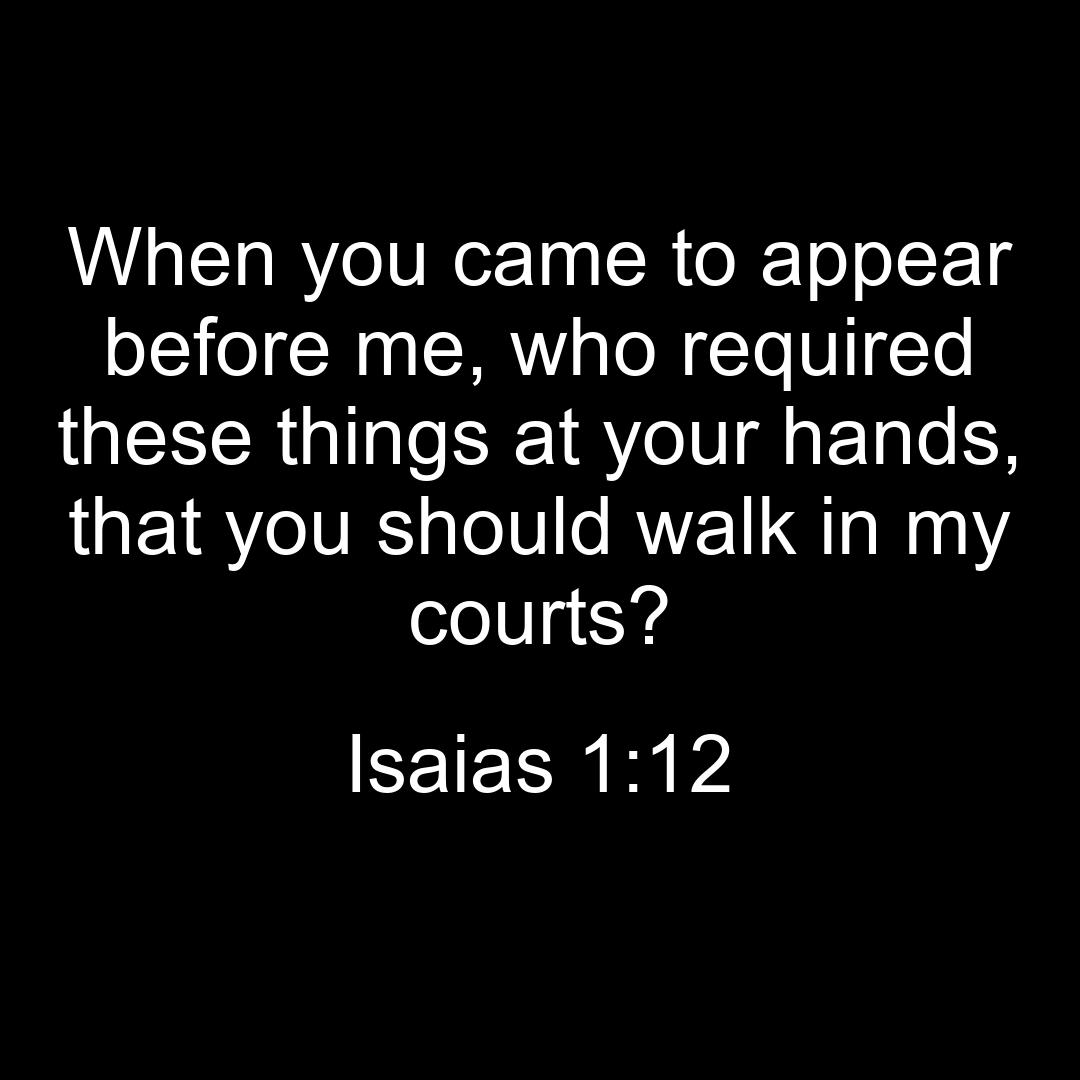 When you came to appear
before me, who required
these things at your hands,
that you should walk in my
courts?
Isaias 1:12